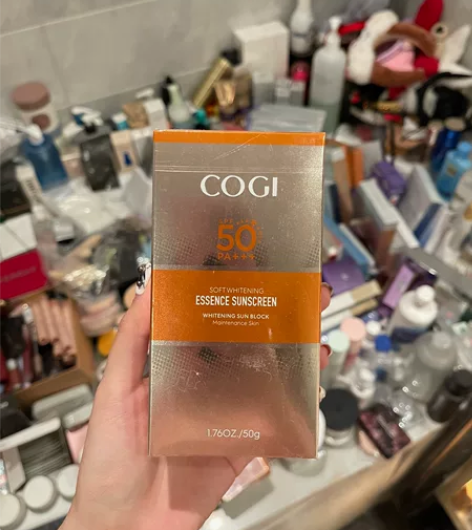 COGI
50
PA+++
SOFT WHITENING
ESSENCE SUNSCREEN
WHITENING SUN BLOCK
Maintenance Skin
1.76OZ./50g